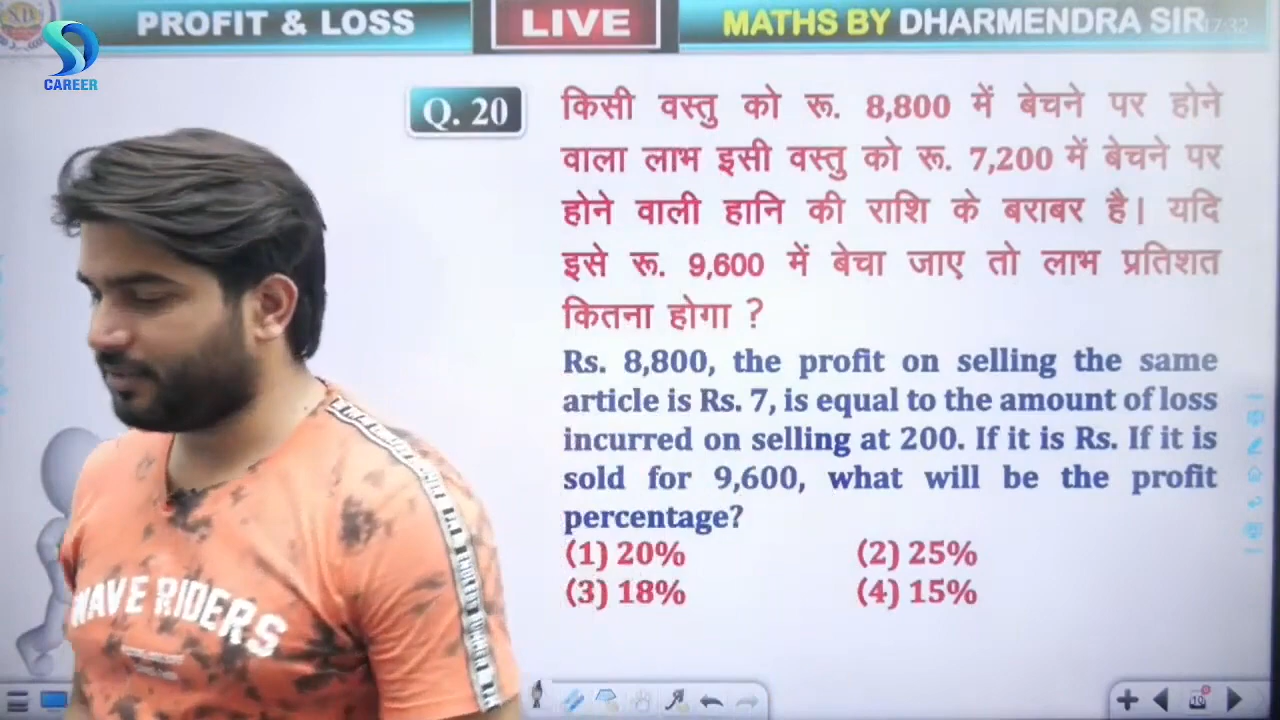 PROFIT & LOSS
LIVE
MATHS BY DHARMENDRA SIR
17:32
CAREER
Q. 20
किसी वस्तु को रू. 8,800 में बेचने पर होने
वाला लाभ इसी वस्तु को रू. 7,200 में बेचने पर
होने वाली हानि की राशि के बराबर है। यदि
इसे रू. 9,600 में बेचा जाए तो लाभ प्रतिशत
कितना होगा ?
Rs. 8,800, the profit on selling the same
article is Rs. 7, is equal to the amount of loss
incurred on selling at 200. If it is Rs. If it is
sold for 9,600, what will be the profit
percentage?
(1) 20% (2) 25%
(3) 18% (4) 15%
WAVE RIDERS